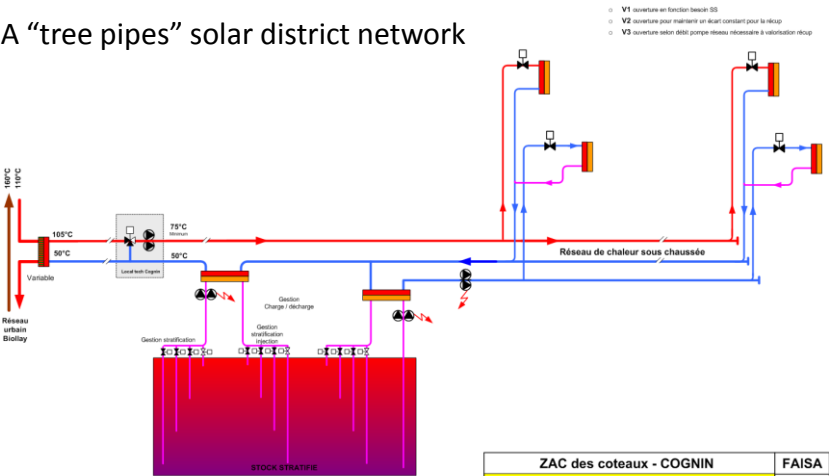 V1 ouverture en fonction besoin SS
V2 ouverture pour maintenir un écart constant pour la récup
V3 ouverture selon débit pompe réseau nécessaire à valorisation récup
A “tree pipes” solar district network
160°C
110°C
105°C
75°C
Minimum
50°C
50°C
Variable
Local tech Cognin
Réseau de chaleur sous chaussée
Réseau
urbain
Biollay
Gestion
Charge / décharge
Gestion stratification
Gestion
stratification
injection
STOCK STRATIFIE
ZAC des coteaux - COGNIN
FAISA